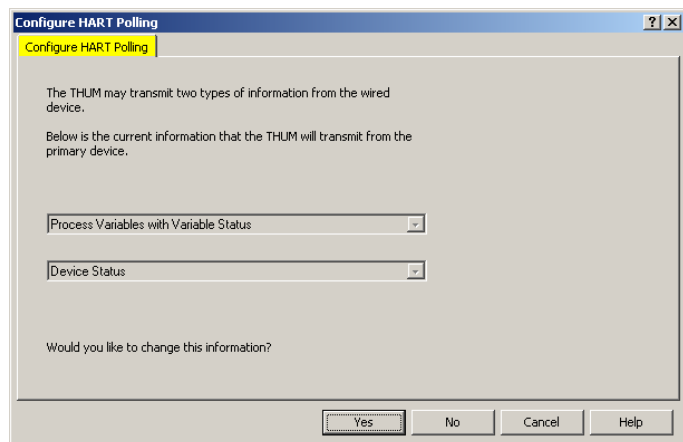 Configure HART Polling
Configure HART Polling
The THUM may transmit two types of information from the wired
device.
Below is the current information that the THUM will transmit from the
primary device.
Process Variables with Variable Status
Device Status
Would you like to change this information?
Yes No Cancel Help